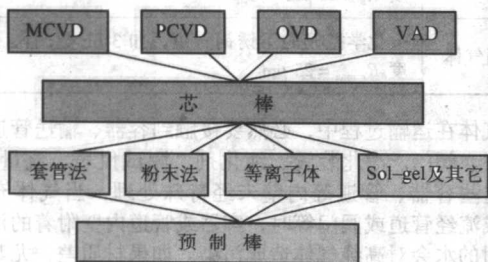 MCVD PCVD OVD VAD
芯 棒
套管法* 粉末法 等离子体 Sol-gel及其它
预 制 棒